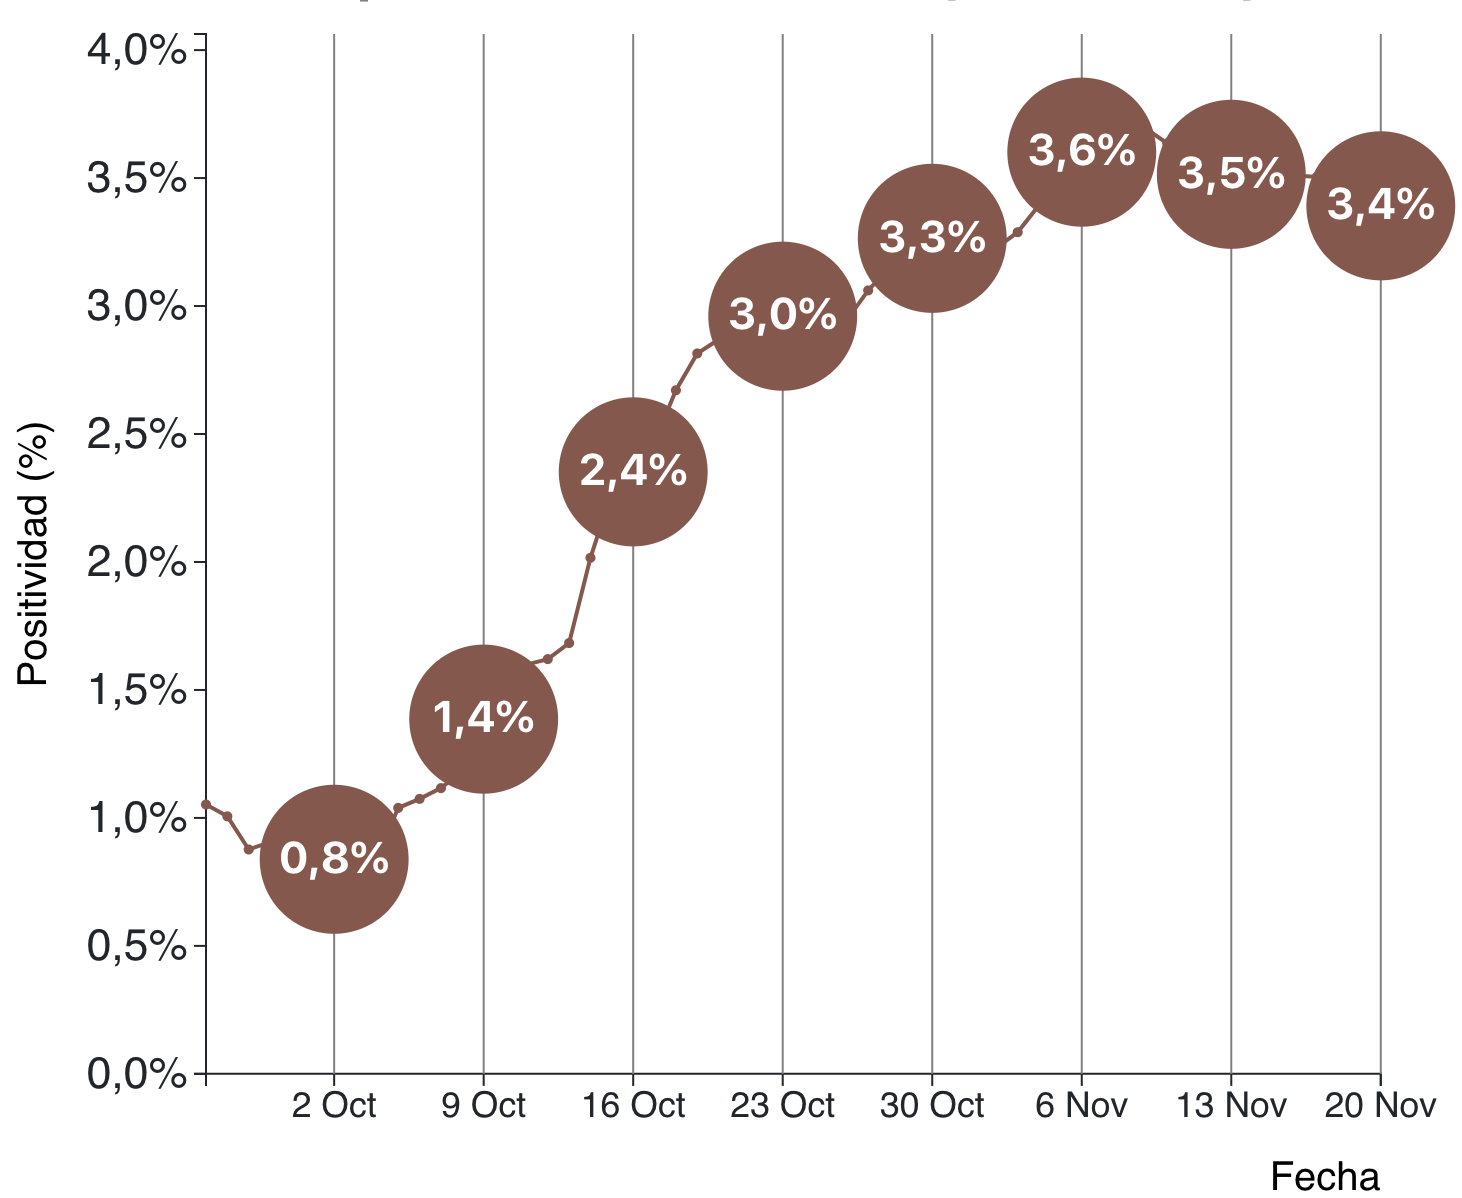 4,0%
3,5%
3,0%
2,5%
2,0%
1,5%
1,0%
0,5%
0,0%
Positividad (%)
0,8%
1,4%
2,4%
3,0%
3,3%
3,6%
3,5%
3,4%
2 Oct
9 Oct
16 Oct
23 Oct
30 Oct
6 Nov
13 Nov
20 Nov
Fecha